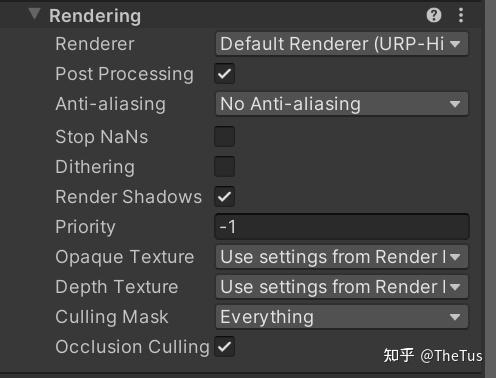 Rendering
Renderer Default Renderer (URP-Hi
Post Processing
Anti-aliasing No Anti-aliasing
Stop NaNs
Dithering
Render Shadows
Priority -1
Opaque Texture Use settings from Render
Depth Texture Use settings from Render
Culling Mask Everything
Occlusion Culling
知乎 @TheTus